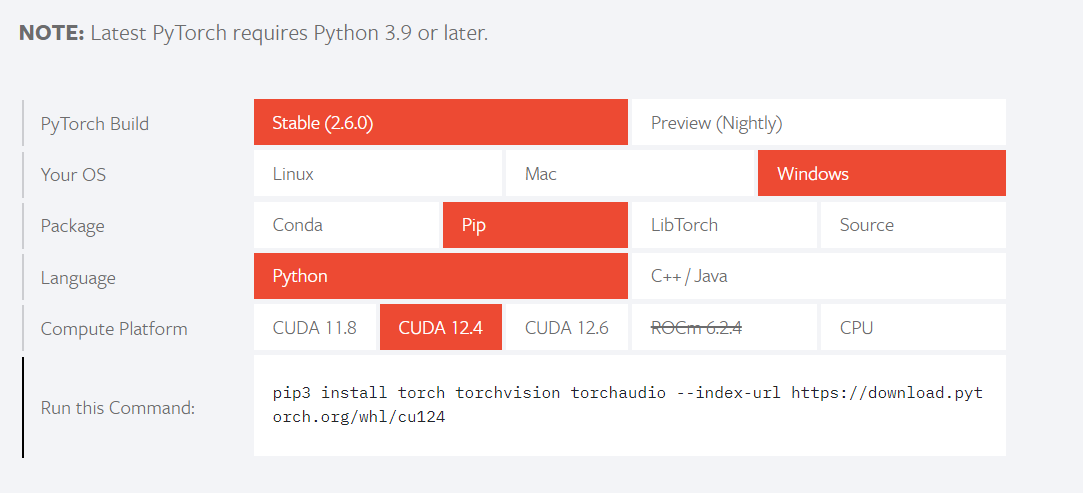 NOTE: Latest PyTorch requires Python 3.9 or later.
PyTorch Build Stable (2.6.0) Preview (Nightly)
Your OS Linux Mac Windows
Package Conda Pip LibTorch Source
Language Python C++ / Java
Compute Platform CUDA 11.8 CUDA 12.4 CUDA 12.6 ROCm 6.2.4 CPU
Run this Command: pip3 install torch torchvision torchaudio --index-url https://download.pyt
orch.org/whl/cu124